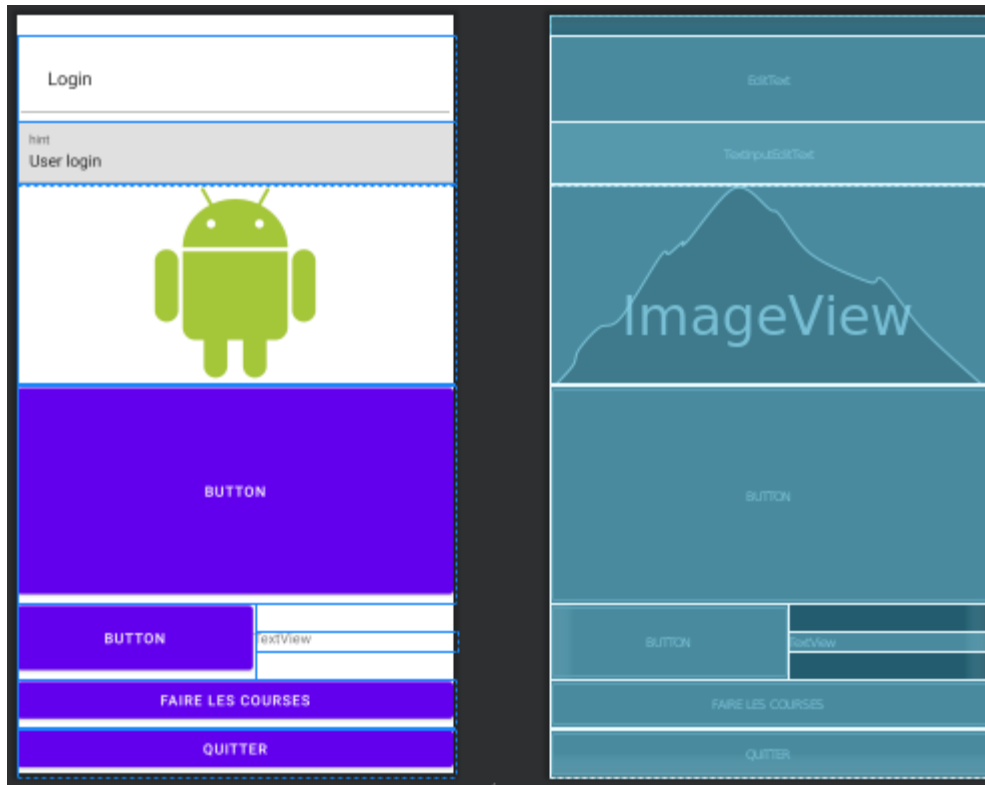 Login
hint
User login
BUTTON
BUTTON
extView
FAIRE LES COURSES
QUITTER
EditText
TextInputEditText
ImageView
BUTTON
BUTTON
TextView
FAIRE LES COURSES
QUITTER